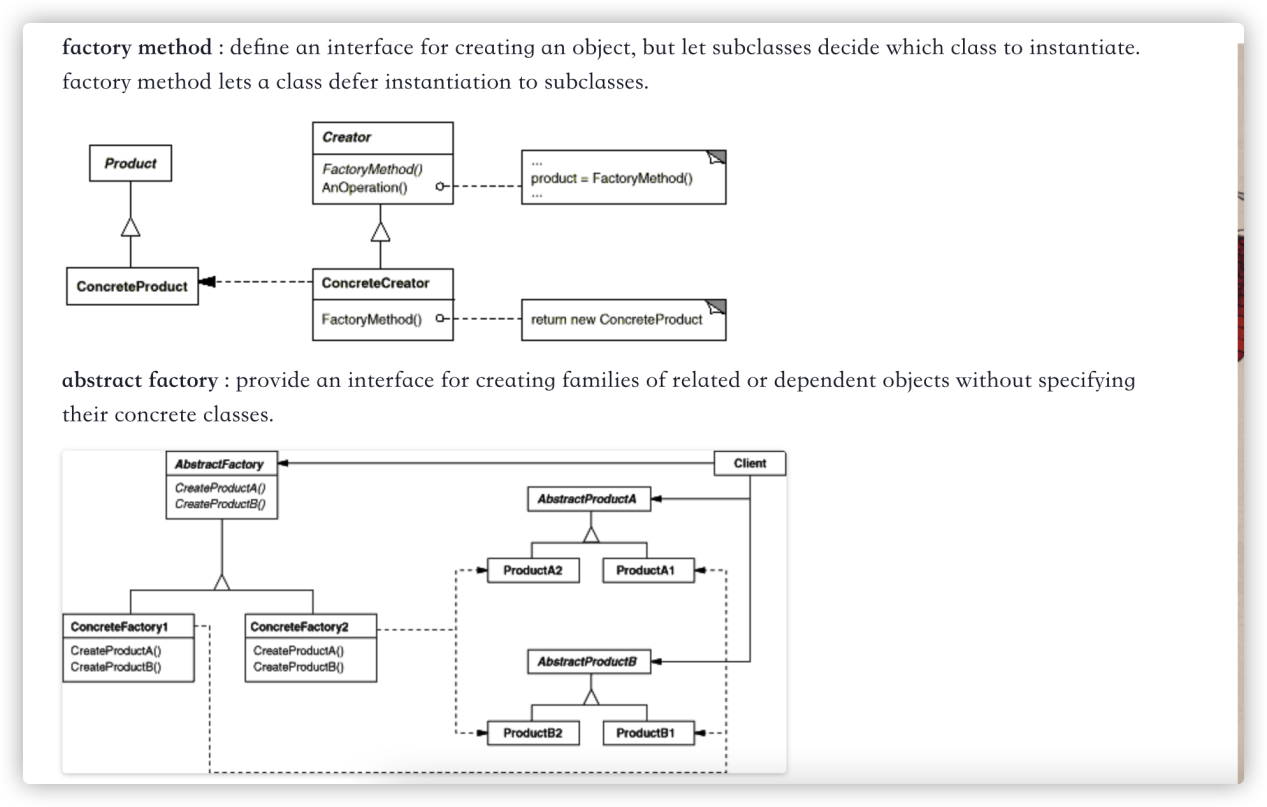 factory method : define an interface for creating an object, but let subclasses decide which class to instantiate.
factory method lets a class defer instantiation to subclasses.
Product
ConcreteProduct
Creator
FactoryMethod()
AnOperation()
...
product = FactoryMethod()
...
ConcreteCreator
FactoryMethod()
return new ConcreteProduct
abstract factory : provide an interface for creating families of related or dependent objects without specifying
their concrete classes.
AbstractFactory
CreateProductA()
CreateProductB()
Client
AbstractProductA
ProductA2
ProductA1
ConcreteFactory1
CreateProductA()
CreateProductB()
ConcreteFactory2
CreateProductA()
CreateProductB()
AbstractProductB
ProductB2
ProductB1